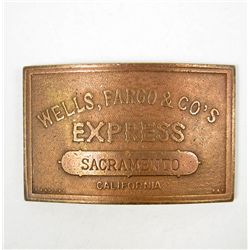 WELLS, FARGO & CO'S
EXPRESS
SACRAMENTO
CALIFORNIA